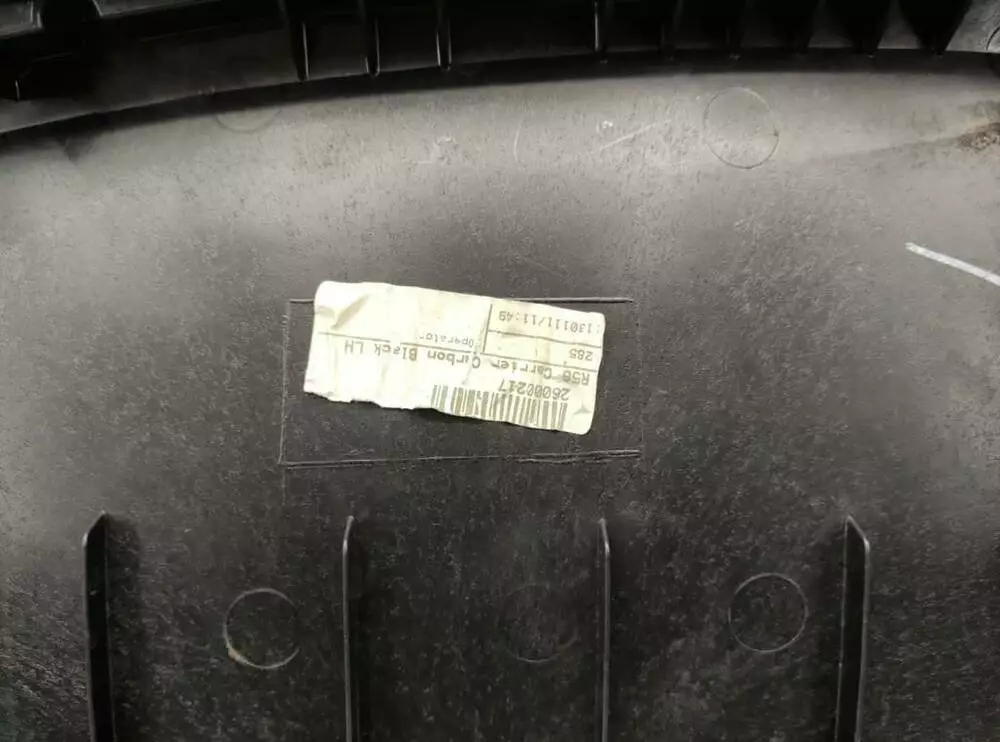 26000217
R56 Carrier Carbon Black LH
285
Operator
:130111/11:49